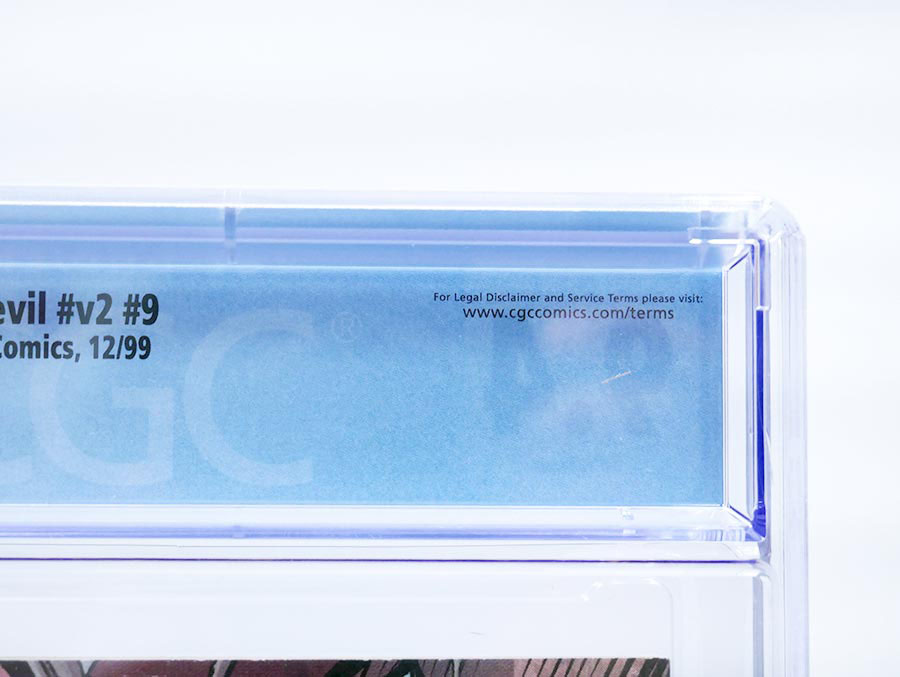 evil #v2 #9
Comics, 12/99
For Legal Disclaimer and Service Terms please visit:
www.cgccomics.com/terms
CGC®